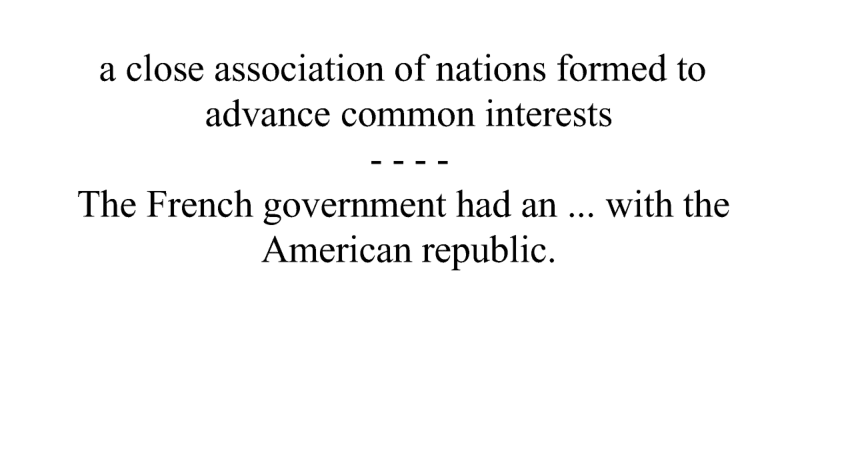 a close association of nations formed to
advance common interests
- - - -
The French government had an ... with the
American republic.